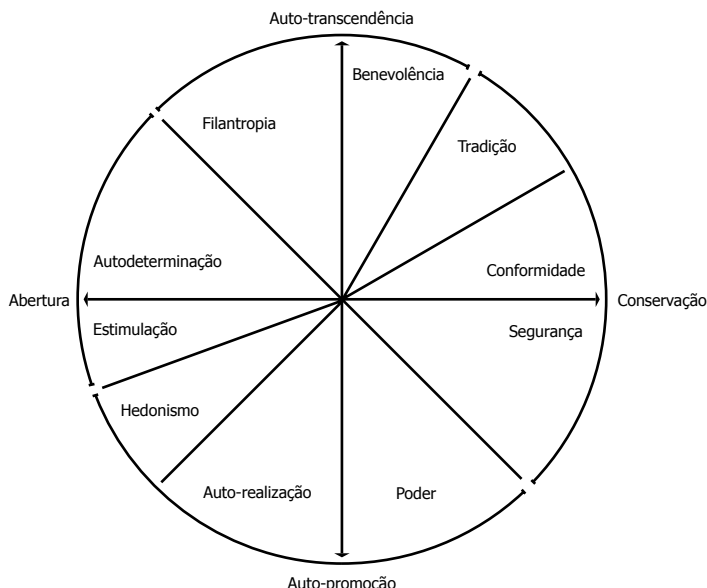 Auto-transcendência
Benevolência
Filantropia
Tradição
Autodeterminação
Conformidade
Abertura
Conservação
Estimulação
Segurança
Hedonismo
Auto-realização
Poder
Auto-promoção